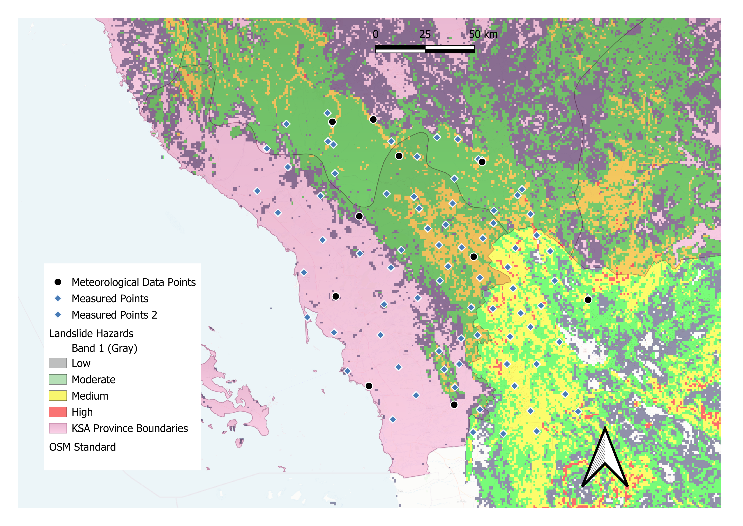 0 25 50 km
Meteorological Data Points
Measured Points
Measured Points 2
Landslide Hazards
Band 1 (Gray)
Low
Moderate
Medium
High
KSA Province Boundaries
OSM Standard